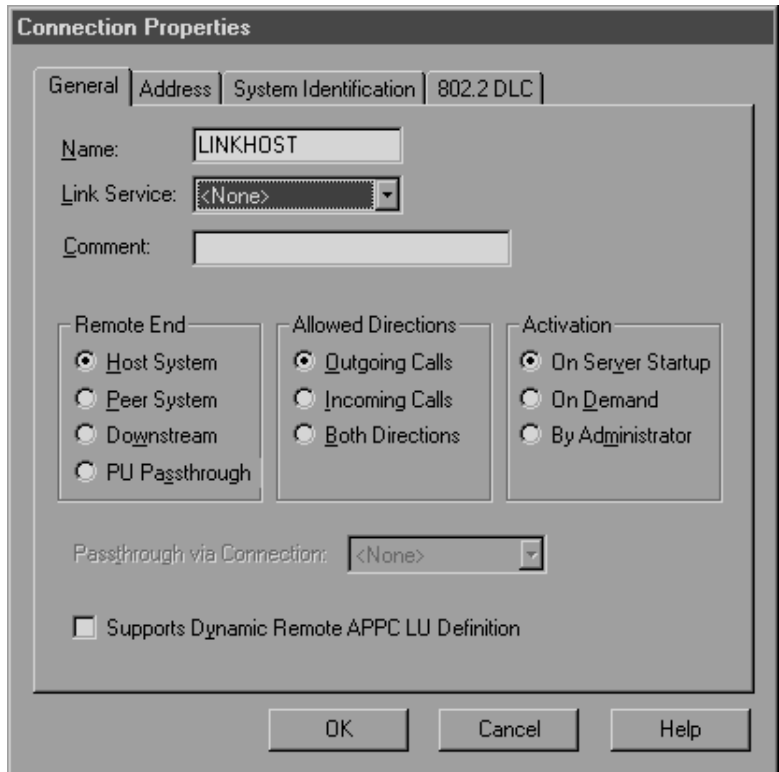 Connection Properties
General Address System Identification 802.2 DLC
Name: LINKHOST
Link Service: <None>
Comment:
Remote End
Host System
Peer System
Downstream
PU Passthrough
Allowed Directions
Outgoing Calls
Incoming Calls
Both Directions
Activation
On Server Startup
On Demand
By Administrator
Passthrough via Connection: <None>
Supports Dynamic Remote APPC LU Definition
OK Cancel Help